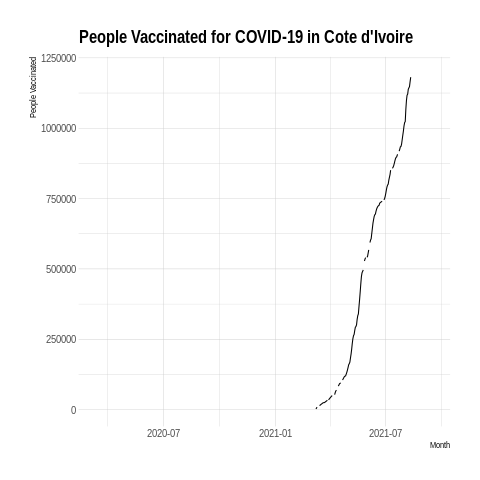 People Vaccinated for COVID-19 in Cote d'Ivoire
People Vaccinated
1250000
1000000
750000
500000
250000
0
2020-07 2021-01 2021-07
Month